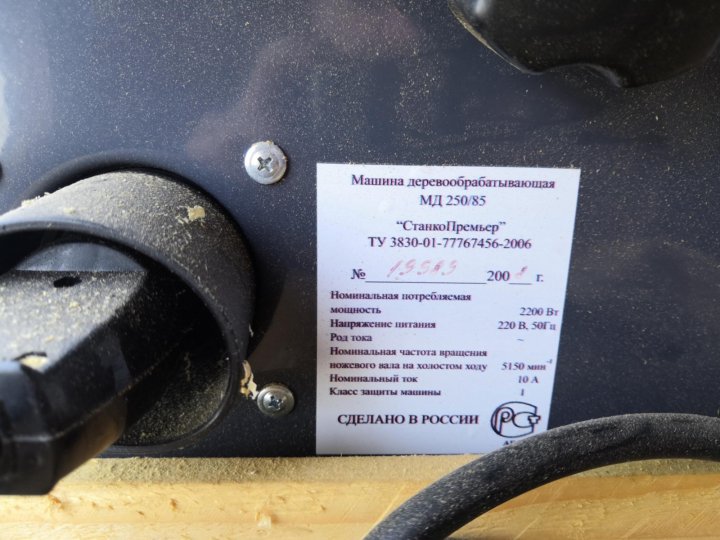 Машина деревообрабатывающая
МД 250/85
“СтанкоПремьер”
ТУ 3830-01-77767456-2006
№ 13523 200 г.
Номинальная потребляемая
мощность 2200 Вт
Напряжение питания 220 В, 50Гц
Род тока ~
Номинальная частота вращения
ножевого вала на холостом ходу 5150 мин⁻¹
Номинальный ток 10 А
Класс защиты машины I
СДЕЛАНО В РОССИИ РСТ